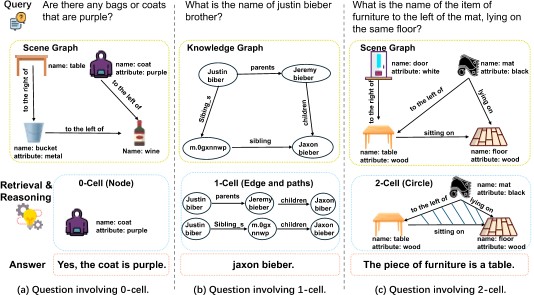 Query
Are there any bags or coats
that are purple?
Scene Graph
name: table
name: coat
attribute: purple
to the right of
to the left of
to the left of
name: bucket
attribute: metal
Name: wine
Retrieval &
Reasoning
0-Cell (Node)
name: coat
attribute: purple
Answer
Yes, the coat is purple.
(a) Question involving 0-cell.
What is the name of justin bieber
brother?
Knowledge Graph
Justin
biber
parents
Jeremy
bieber
Sibling_s
children
m.0gxnnwp
sibling
Jaxon
bieber
1-Cell (Edge and paths)
Justin
bieber
parents
Jeremy
bieber
children
Jaxon
biber
Justin
bieber
Sibling_s
m.0gx
nnwp
children
Jaxon
bieber
jaxon bieber.
(b) Question involving 1-cell.
What is the name of the item of
furniture to the left of the mat, lying on
the same floor?
Scene Graph
name: door
attribute: white
name: mat
attribute: black
to the right of
to the left of
lying on
sitting on
name: table
attribute: wood
name: floor
attribute: wood
2-Cell (Circle)
name: mat
attribute: black
to the left of
lying on
sitting on
name: table
attribute: wood
name: floor
attribute: wood
The piece of furniture is a table.
(c) Question involving 2-cell.